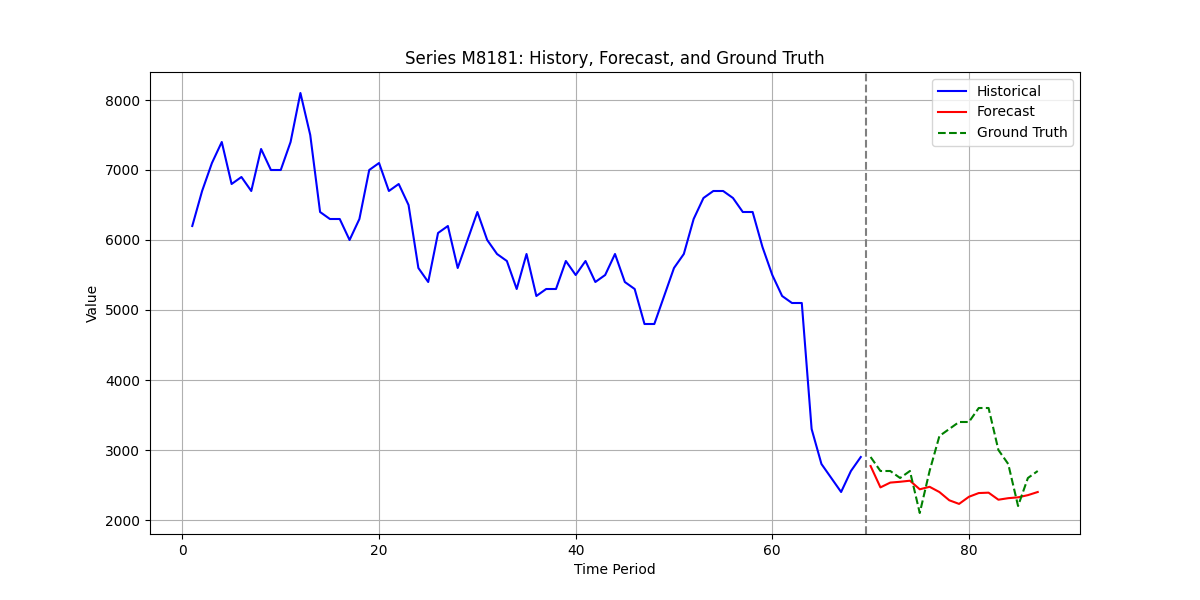 Series M8181: History, Forecast, and Ground Truth
Historical
Forecast
Ground Truth
8000
7000
6000
5000
4000
3000
2000
Value
0 20 40 60 80
Time Period